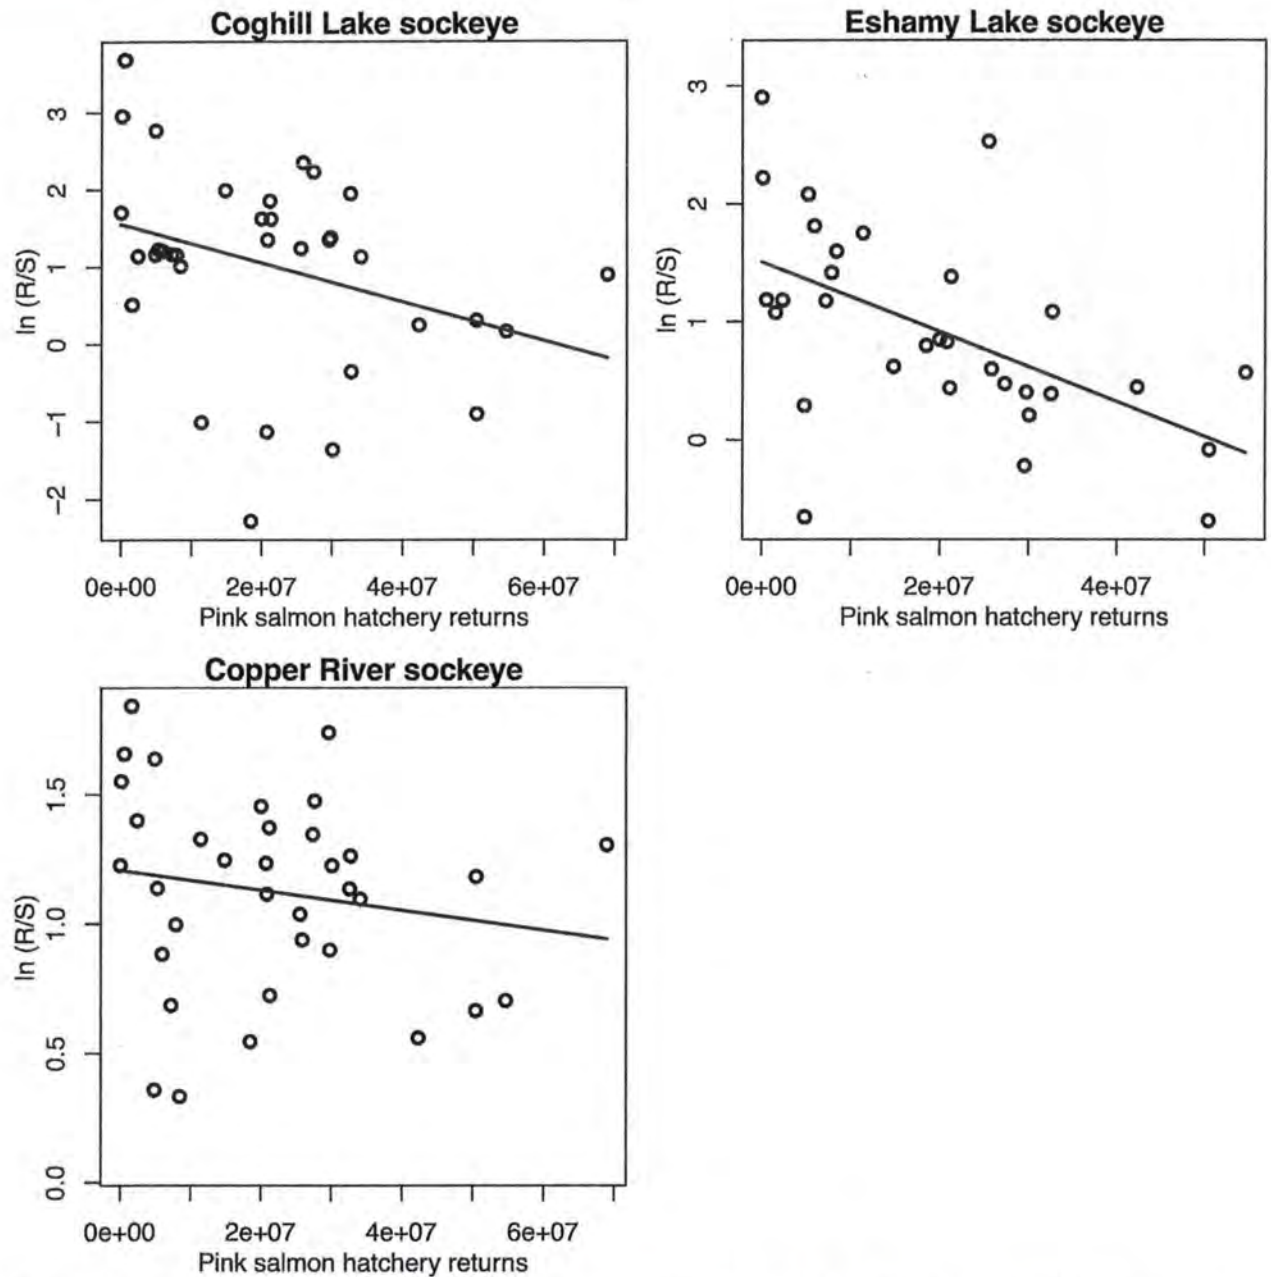 Coghill Lake sockeye
ln (R/S)
3
2
1
0
−1
−2
0e+00 2e+07 4e+07 6e+07
Pink salmon hatchery returns
Eshamy Lake sockeye
ln (R/S)
3
2
1
0
0e+00 2e+07 4e+07
Pink salmon hatchery returns
Copper River sockeye
ln (R/S)
1.5
1.0
0.5
0.0
0e+00 2e+07 4e+07 6e+07
Pink salmon hatchery returns